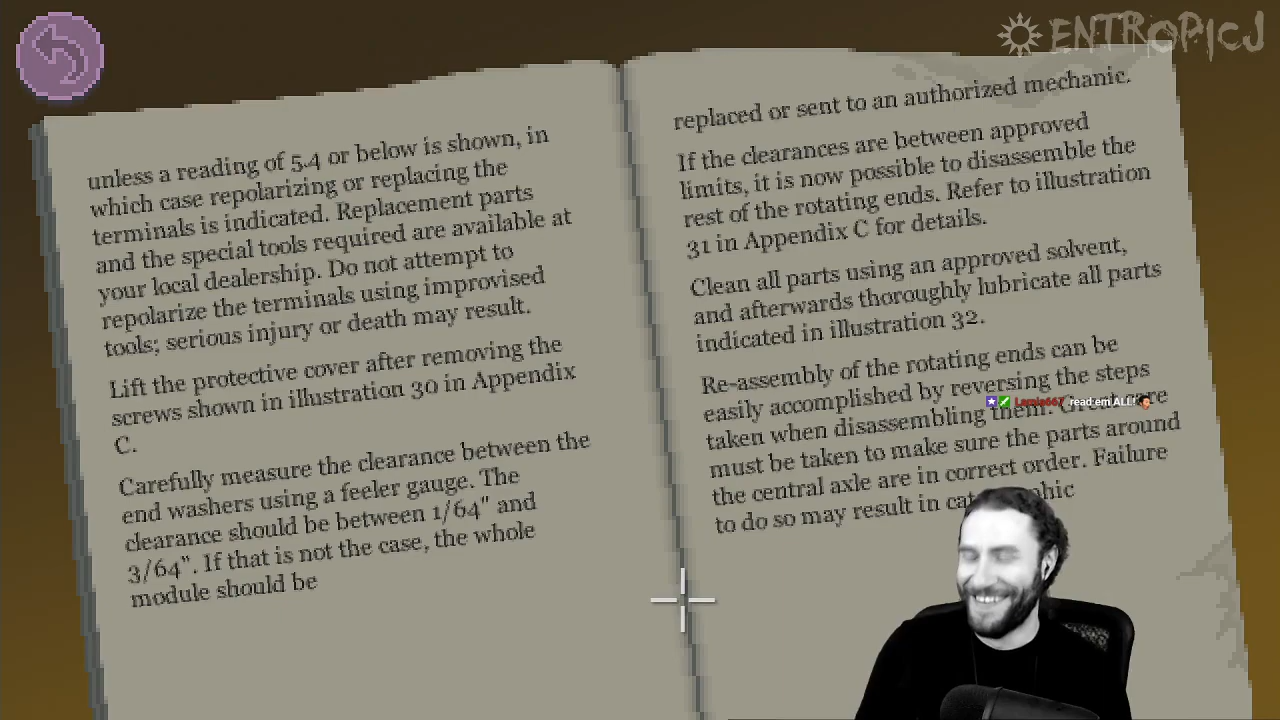 ENTROPICJ
unless a reading of 5.4 or below is shown, in
which case repolarizing or replacing the
terminals is indicated. Replacement parts
and the special tools required are available at
your local dealership. Do not attempt to
repolarize the terminals using improvised
tools; serious injury or death may result.
Lift the protective cover after removing the
screws shown in illustration 30 in Appendix
C.
Carefully measure the clearance between the
end washers using a feeler gauge. The
clearance should be between 1/64" and
3/64". If that is not the case, the whole
module should be
replaced or sent to an authorized mechanic.
If the clearances are between approved
limits, it is now possible to disassemble the
rest of the rotating ends. Refer to illustration
31 in Appendix C for details.
Clean all parts using an approved solvent,
and afterwards thoroughly lubricate all parts
indicated in illustration 32.
Re-assembly of the rotating ends can be
easily accomplished by reversing the steps
taken when disassembling them.
must be taken to make sure the parts around
the central axle are in correct order. Failure
to do so may result in
read em ALL!